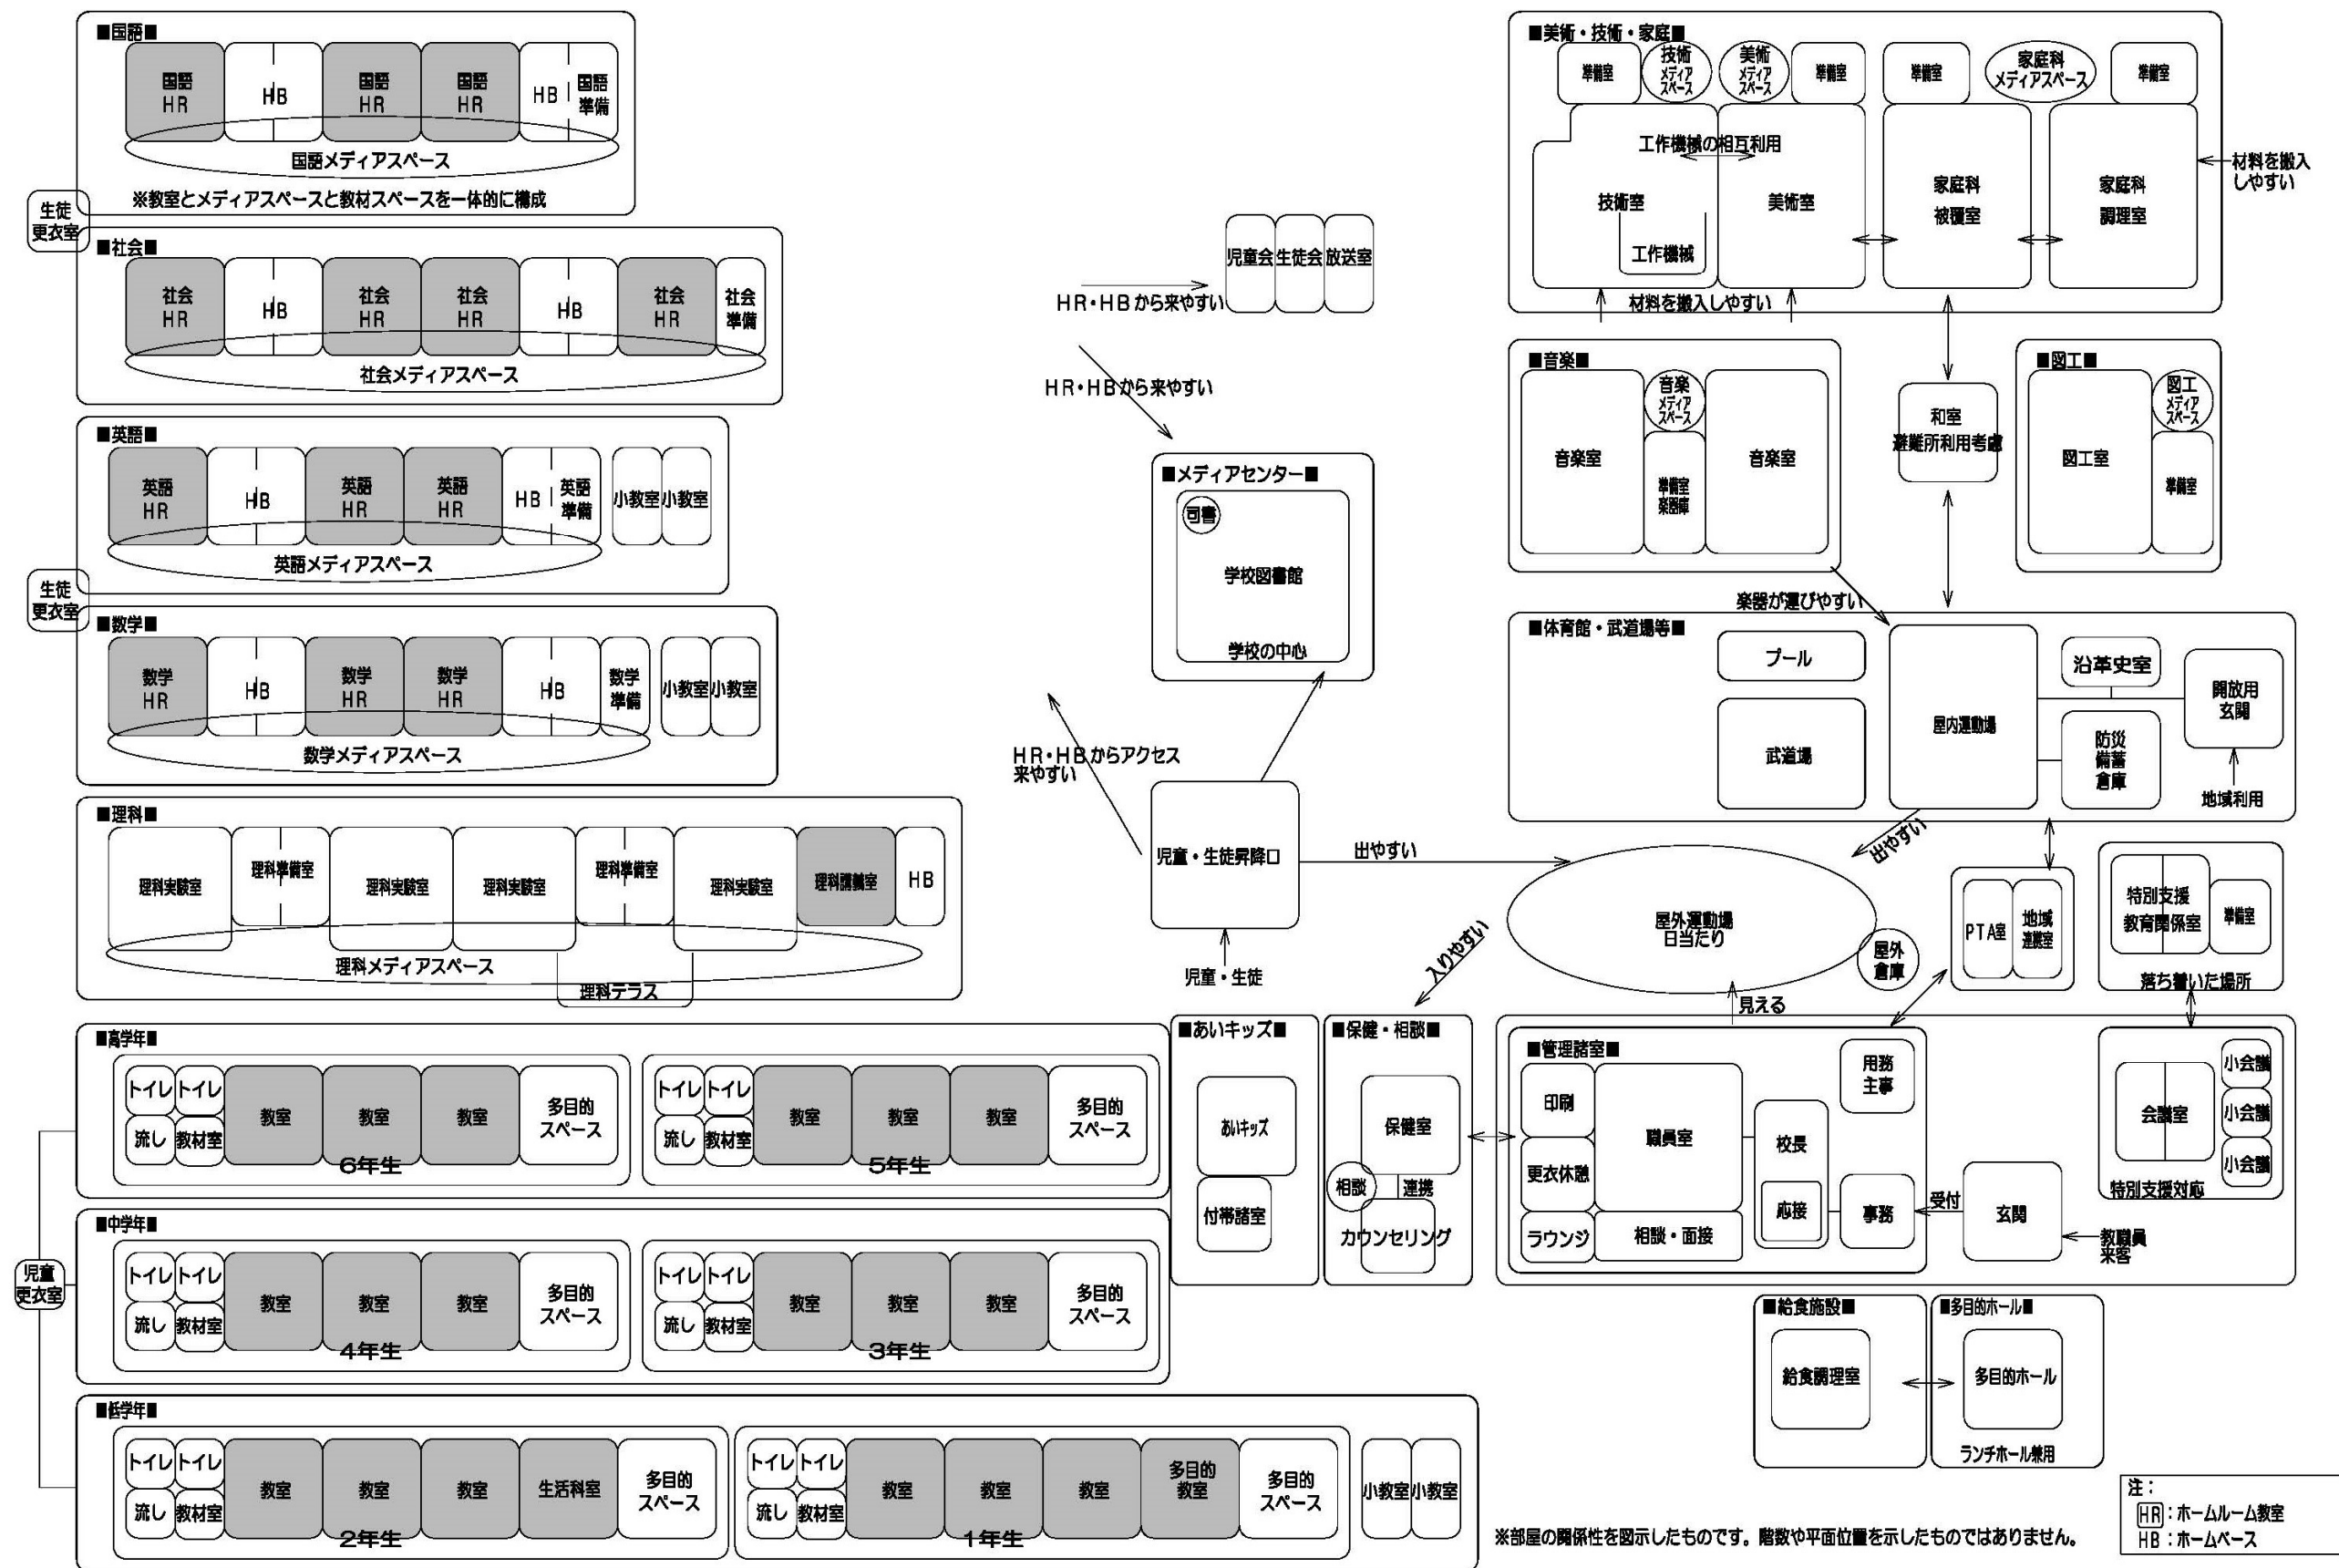 ■国語■
国語
HR
HB
国語
HR
国語
HR
HB
国語
準備
国語メディアスペース
※教室とメディアスペースと教材スペースを一体的に構成
生徒
更衣室
■社会■
社会
HR
HB
社会
HR
社会
HR
HB
社会
HR
社会
準備
社会メディアスペース
■英語■
英語
HR
HB
英語
HR
英語
HR
HB
英語
準備
小教室
小教室
英語メディアスペース
生徒
更衣室
■数学■
数学
HR
HB
数学
HR
数学
HR
HB
数学
準備
小教室
小教室
数学メディアスペース
■理科■
理科実験室
理科準備室
理科実験室
理科実験室
理科準備室
理科実験室
理科講義室
HB
理科メディアスペース
理科テラス
児童
更衣室
■高学年■
トイレ
トイレ
流し
教材室
教室
教室
教室
多目的
スペース
6年生
トイレ
トイレ
流し
教材室
教室
教室
教室
多目的
スペース
5年生
■中学年■
トイレ
トイレ
流し
教材室
教室
教室
教室
多目的
スペース
4年生
トイレ
トイレ
流し
教材室
教室
教室
教室
多目的
スペース
3年生
■低学年■
トイレ
トイレ
流し
教材室
教室
教室
教室
生活科室
多目的
スペース
2年生
トイレ
トイレ
流し
教材室
教室
教室
教室
多目的
教室
多目的
スペース
1年生
小教室
小教室
児童会
生徒会
放送室
HR・HBから来やすい
HR・HBから来やすい
■メディアセンター■
司書
学校図書館
学校の中心
HR・HBからアクセス
来やすい
児童・生徒昇降口
出やすい
児童・生徒
■美術・技術・家庭■
準備室
技術
メディア
スペース
美術
メディア
スペース
準備室
準備室
家庭科
メディアスペース
準備室
工作機械の相互利用
技術室
工作機械
美術室
家庭科
被覆室
家庭科
調理室
材料を搬入
しやすい
材料を搬入しやすい
■音楽■
音楽室
音楽
メディア
スペース
準備室
楽器庫
音楽室
和室
避難所利用考慮
■図工■
図工室
図工
メディア
スペース
準備室
楽器が運びやすい
■体育館・武道場等■
プール
武道場
屋内運動場
沿革史室
防災
備蓄
倉庫
開放用
玄関
地域利用
出やすい
屋外運動場
日当たり
屋外
倉庫
入りやすい
見える
PTA室
地域
連携室
特別支援
教育関係室
準備室
落ち着いた場所
■あいキッズ■
あいキッズ
付帯諸室
■保健・相談■
保健室
相談
連携
カウンセリング
■管理諸室■
印刷
更衣休憩
ラウンジ
職員室
相談・面接
校長
応接
用務
主事
事務
受付
玄関
教職員
来客
会議室
小会議
小会議
小会議
特別支援対応
■給食施設■
給食調理室
■多目的ホール■
多目的ホール
ランチホール兼用
※部屋の関係性を図示したものです。階数や平面位置を示したものではありません。
注：
HR：ホームルーム教室
HB：ホームベース